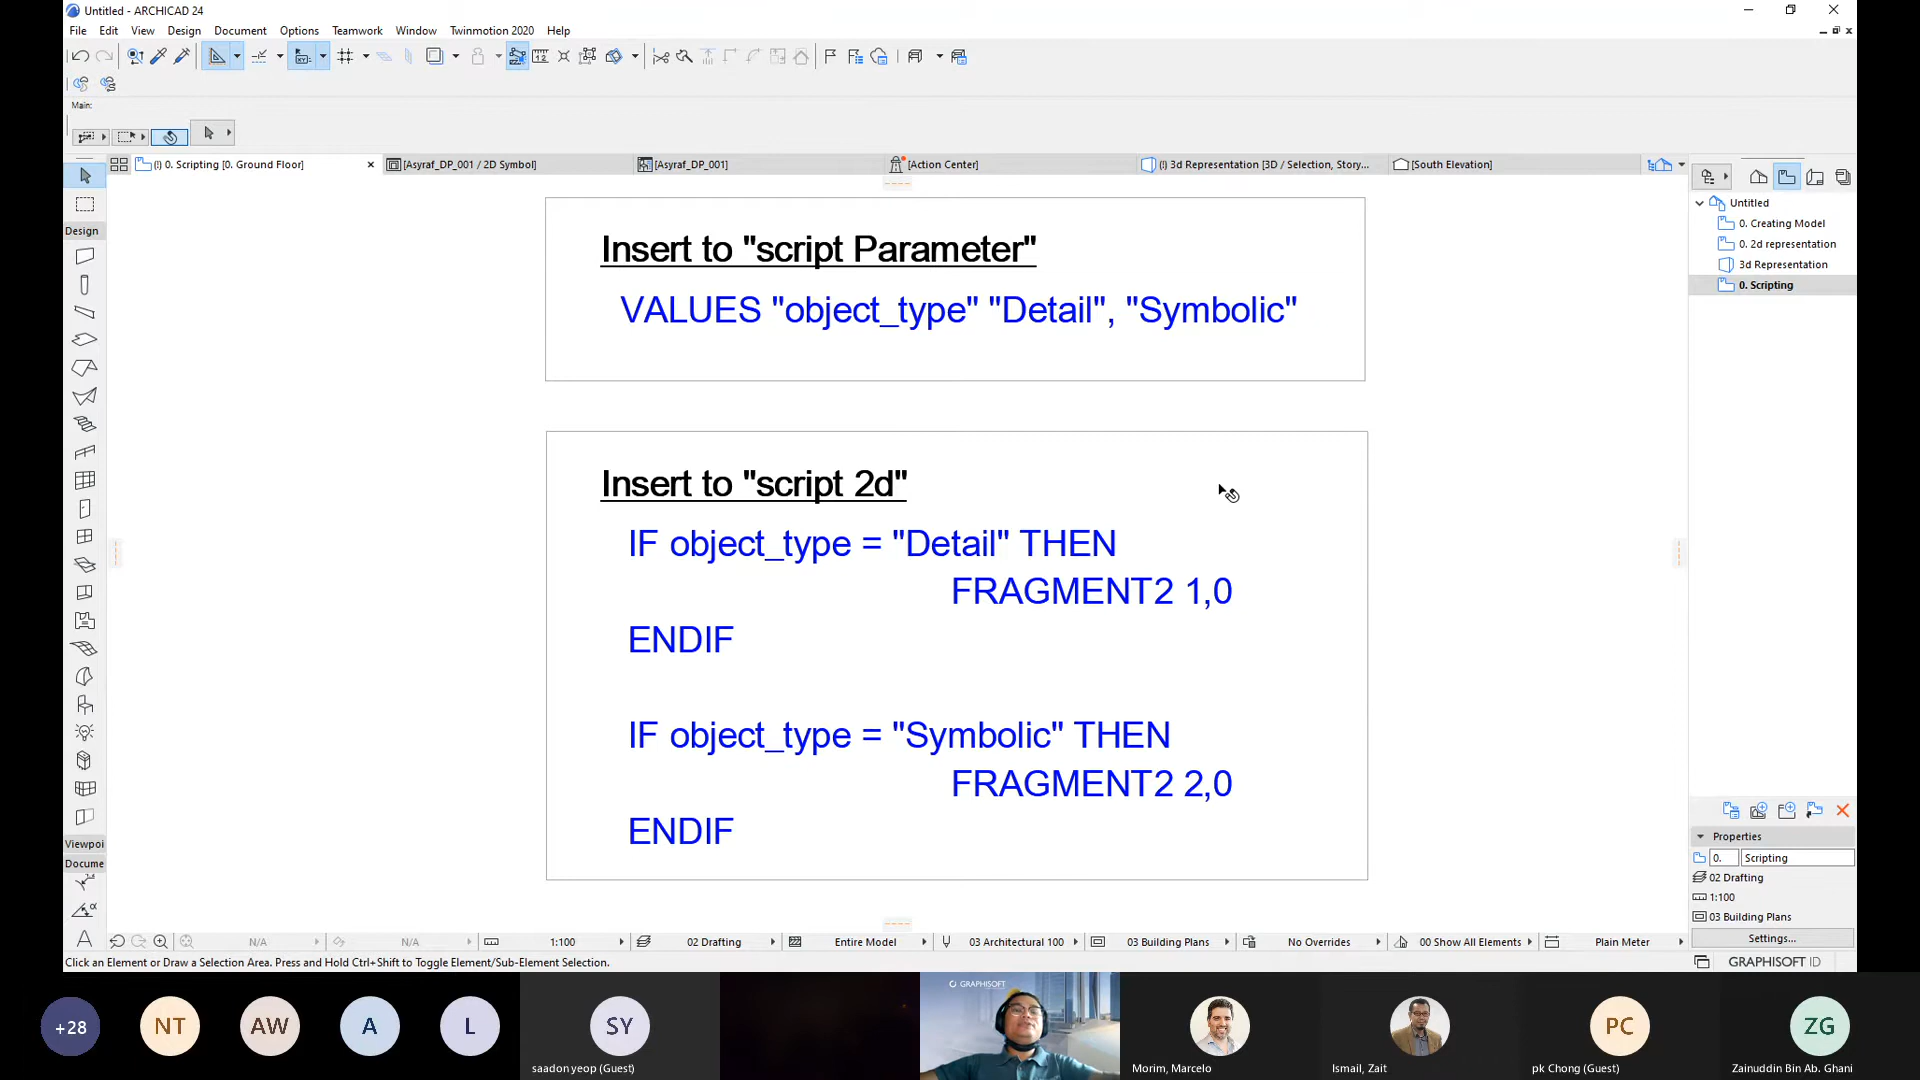 Untitled - ARCHICAD 24
File Edit View Design Document Options Teamwork Window Twinmotion 2020 Help
Main:
(!) 0. Scripting [0. Ground Floor]
[Asyraf_DP_001 / 2D Symbol]
[Asyraf_DP_001]
[Action Center]
(!) 3d Representation [3D / Selection, Story...
[South Elevation]
Design
Insert to "script Parameter"
VALUES "object_type" "Detail", "Symbolic"
Insert to "script 2d"
IF object_type = "Detail" THEN
FRAGMENT2 1,0
ENDIF
IF object_type = "Symbolic" THEN
FRAGMENT2 2,0
ENDIF
Viewpoi
Docume
Untitled
0. Creating Model
0. 2d representation
3d Representation
0. Scripting
Properties
0. Scripting
02 Drafting
1:100
03 Building Plans
Settings...
GRAPHISOFT ID
N/A N/A 1:100 02 Drafting Entire Model 03 Architectural 100 03 Building Plans No Overrides 00 Show All Elements Plain Meter
Click an Element or Draw a Selection Area. Press and Hold Ctrl+Shift to Toggle Element/Sub-Element Selection.
+28 NT AW A L SY PC ZG
GRAPHISOFT
saadon yeop (Guest)
Morim, Marcelo
Ismail, Zait
pk Chong (Guest)
Zainuddin Bin Ab. Ghani